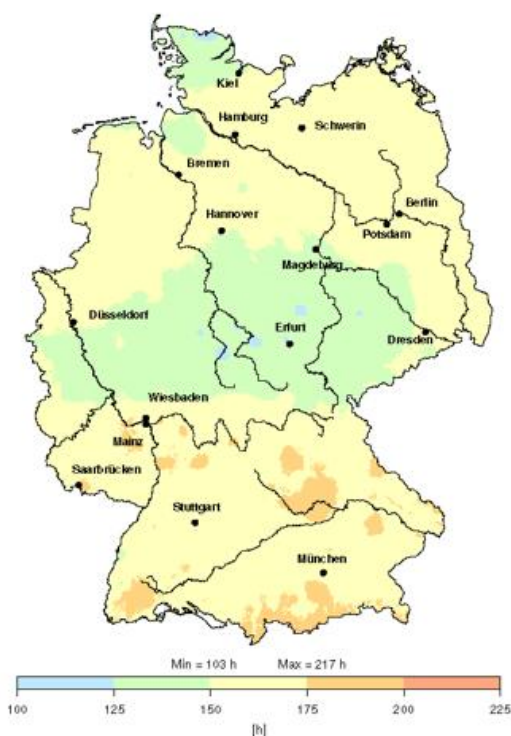 Kiel
Hamburg
Schwerin
Bremen
Berlin
Hannover
Potsdam
Magdeburg
Düsseldorf
Erfurt
Dresden
Wiesbaden
Mainz
Saarbrücken
Stuttgart
München
Min = 103 h Max = 217 h
100 125 150 175 200 225
[h]